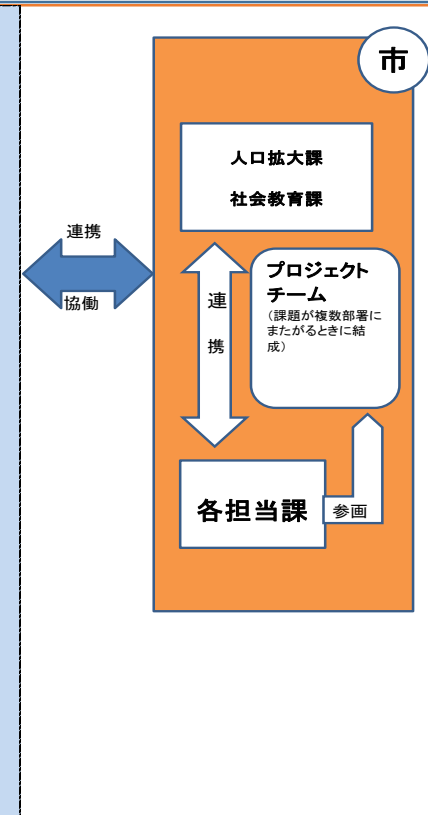 市
人口拡大課
社会教育課
連携
協働
プロジェクト
チーム
(課題が複数部署に
またがるときに結
成)
連
携
各担当課
参画